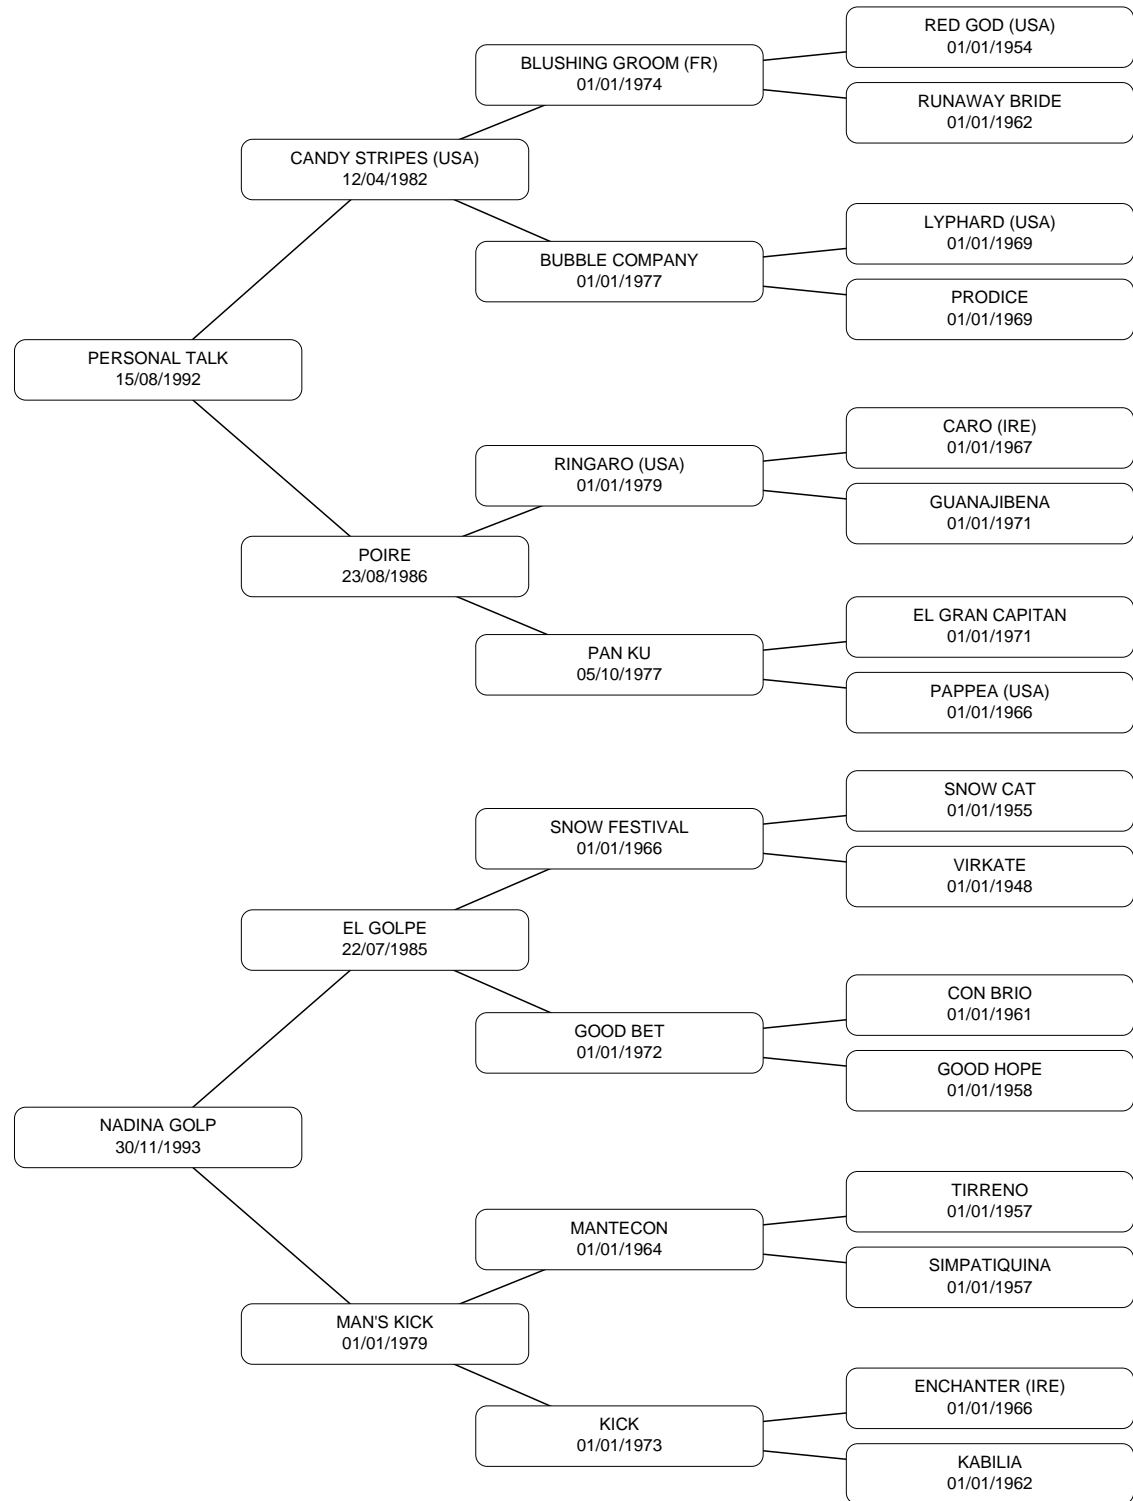 RED GOD (USA)
01/01/1954
BLUSHING GROOM (FR)
01/01/1974
RUNAWAY BRIDE
01/01/1962
CANDY STRIPES (USA)
12/04/1982
LYPHARD (USA)
01/01/1969
BUBBLE COMPANY
01/01/1977
PRODICE
01/01/1969
PERSONAL TALK
15/08/1992
CARO (IRE)
01/01/1967
RINGARO (USA)
01/01/1979
GUANAJIBENA
01/01/1971
POIRE
23/08/1986
EL GRAN CAPITAN
01/01/1971
PAN KU
05/10/1977
PAPPEA (USA)
01/01/1966
SNOW CAT
01/01/1955
SNOW FESTIVAL
01/01/1966
VIRKATE
01/01/1948
EL GOLPE
22/07/1985
CON BRIO
01/01/1961
GOOD BET
01/01/1972
GOOD HOPE
01/01/1958
NADINA GOLP
30/11/1993
TIRRENO
01/01/1957
MANTECON
01/01/1964
SIMPATIQUINA
01/01/1957
MAN'S KICK
01/01/1979
ENCHANTER (IRE)
01/01/1966
KICK
01/01/1973
KABILIA
01/01/1962